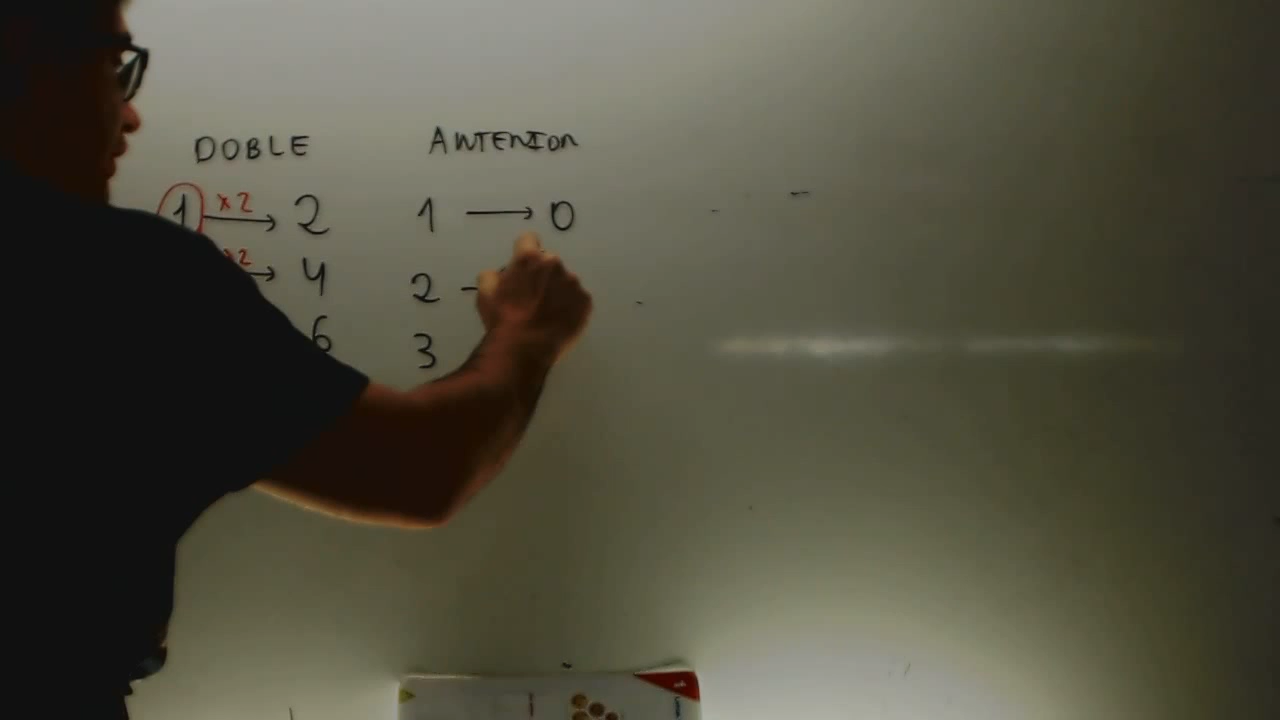 DOBLE ANTERIOR
1 x2 → 2 1 → 0
x2 → 4 2 -
6 3